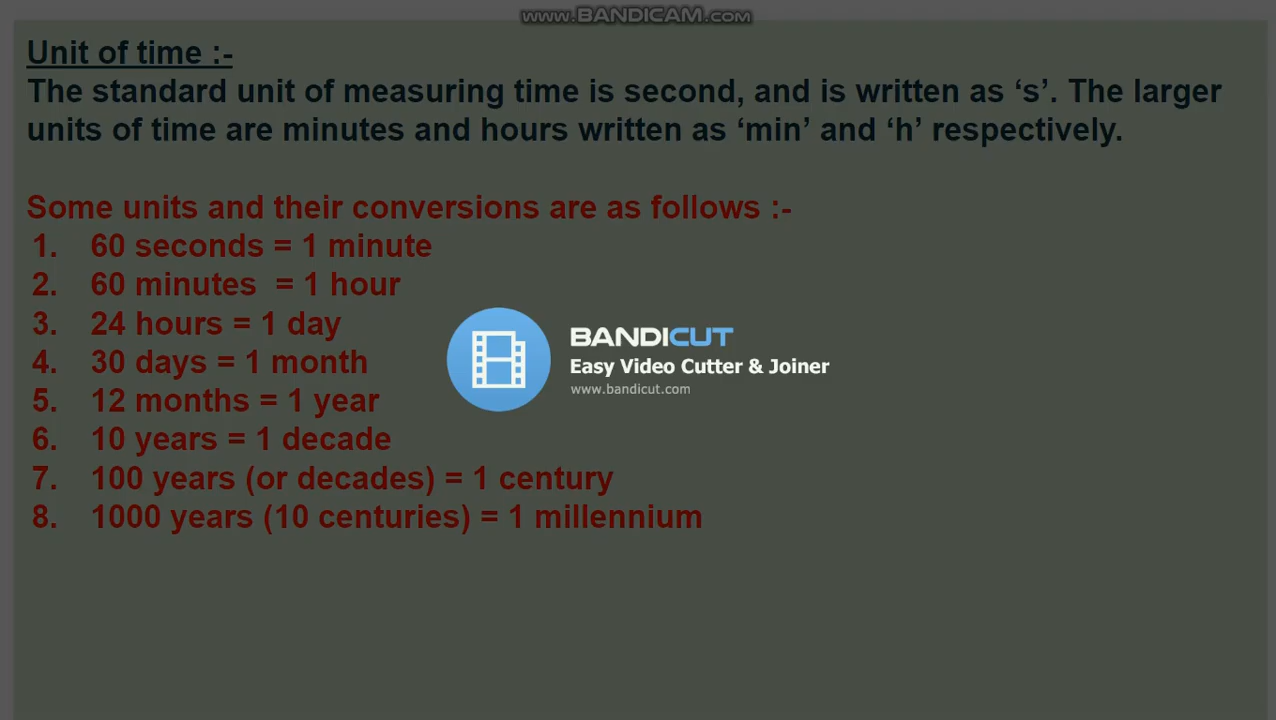 www.BANDICAM.com
Unit of time :-
The standard unit of measuring time is second, and is written as ‘s’. The larger
units of time are minutes and hours written as ‘min’ and ‘h’ respectively.
Some units and their conversions are as follows :-
1. 60 seconds = 1 minute
2. 60 minutes = 1 hour
3. 24 hours = 1 day
4. 30 days = 1 month
5. 12 months = 1 year
6. 10 years = 1 decade
7. 100 years (or decades) = 1 century
8. 1000 years (10 centuries) = 1 millennium
BANDICUT
Easy Video Cutter & Joiner
www.bandicut.com